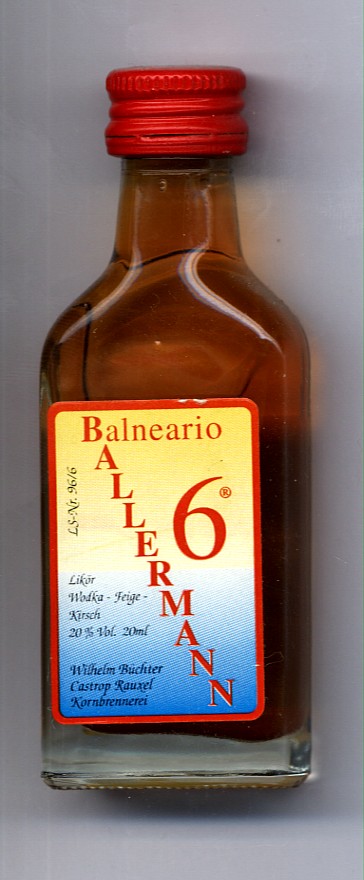 Balneario
BALLERMANN
6®
LS-Nr. 96/6
Likör
Wodka - Feige -
Kirsch
20 % Vol. 20ml
Wilhelm Büchter
Castrop Rauxel
Kornbrennerei